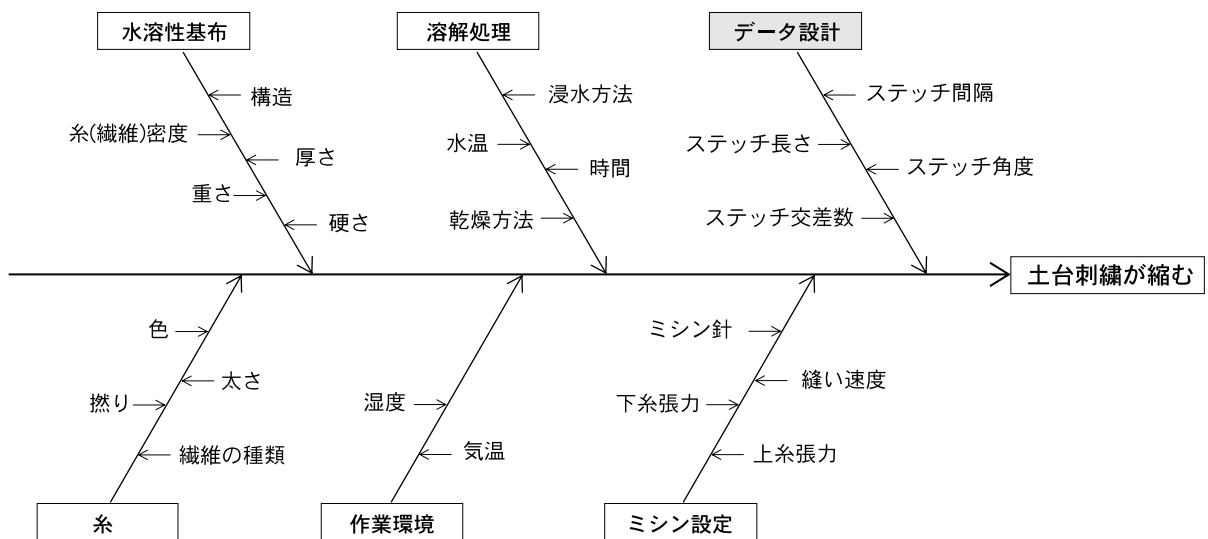 水溶性基布
溶解処理
データ設計
構造
糸(繊維)密度
厚さ
重さ
硬さ
浸水方法
水温
時間
乾燥方法
ステッチ間隔
ステッチ長さ
ステッチ角度
ステッチ交差数
土台刺繍が縮む
色
太さ
撚り
繊維の種類
湿度
気温
ミシン針
縫い速度
下糸張力
上糸張力
糸
作業環境
ミシン設定